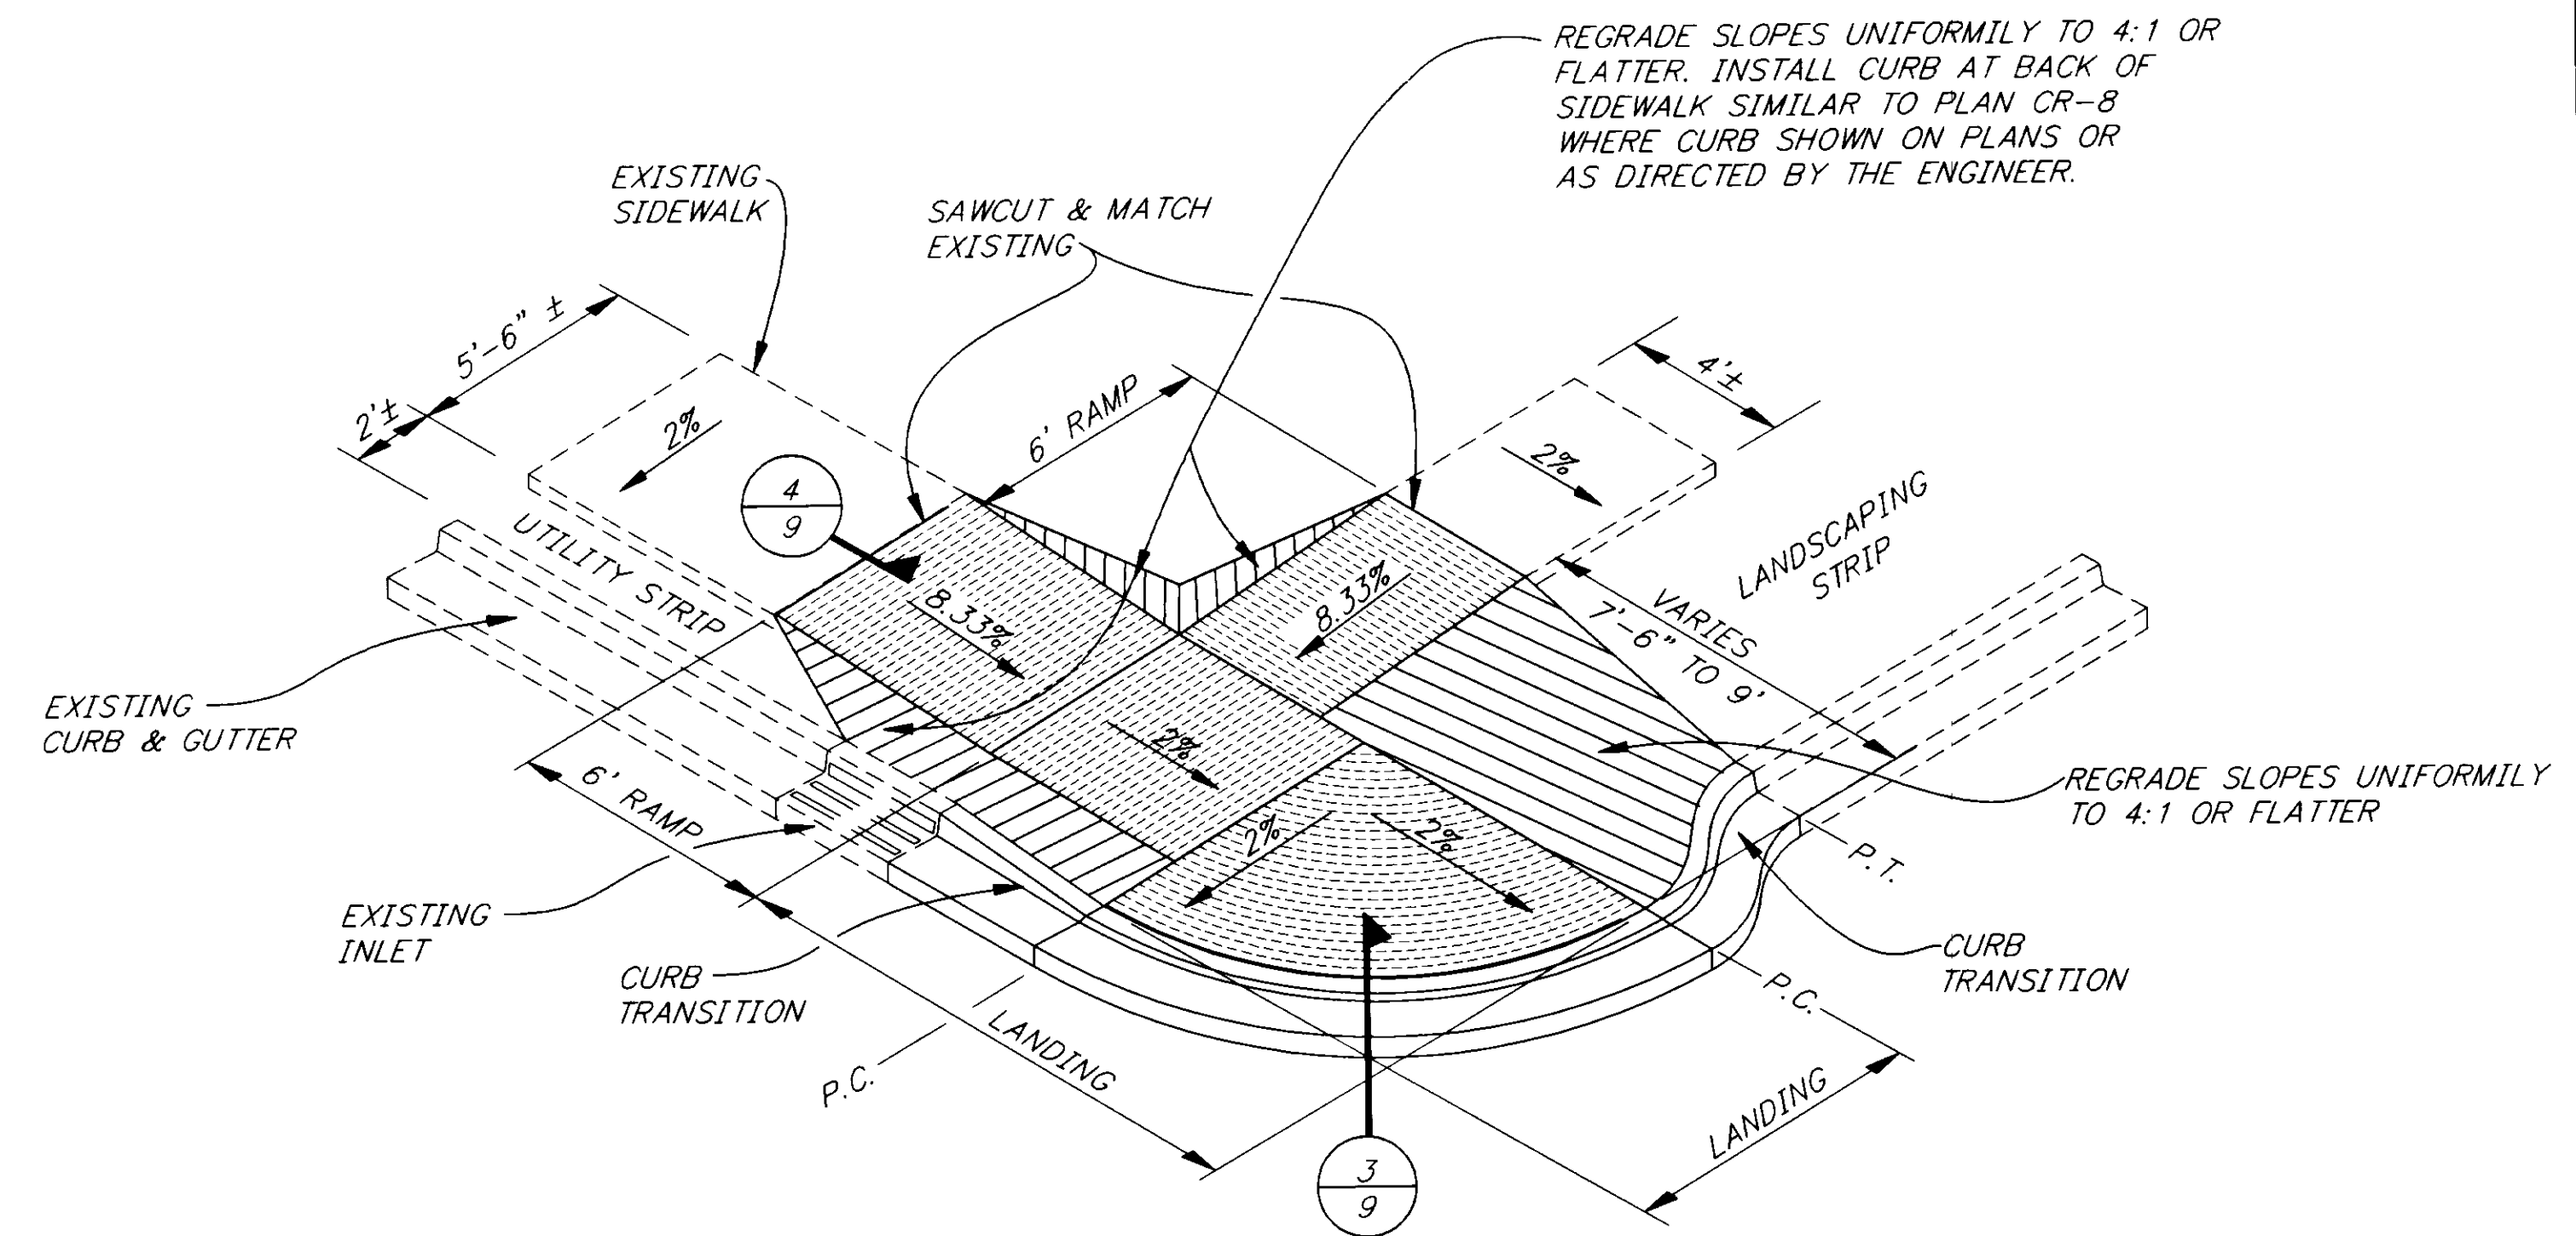 REGRADE SLOPES UNIFORMILY TO 4:1 OR
FLATTER. INSTALL CURB AT BACK OF
SIDEWALK SIMILAR TO PLAN CR-8
WHERE CURB SHOWN ON PLANS OR
AS DIRECTED BY THE ENGINEER.
EXISTING
SIDEWALK
SAWCUT & MATCH
EXISTING
5'-6" ±
2'±
2%
6' RAMP
4'±
2%
4
9
UTILITY STRIP
8.33%
8.33%
LANDSCAPING
STRIP
VARIES
7'-6" TO 9'
EXISTING
CURB & GUTTER
2%
6' RAMP
REGRADE SLOPES UNIFORMILY
TO 4:1 OR FLATTER
2%
2%
P.T.
EXISTING
INLET
CURB
TRANSITION
CURB
TRANSITION
P.C.
LANDING
P.C.
LANDING
3
9